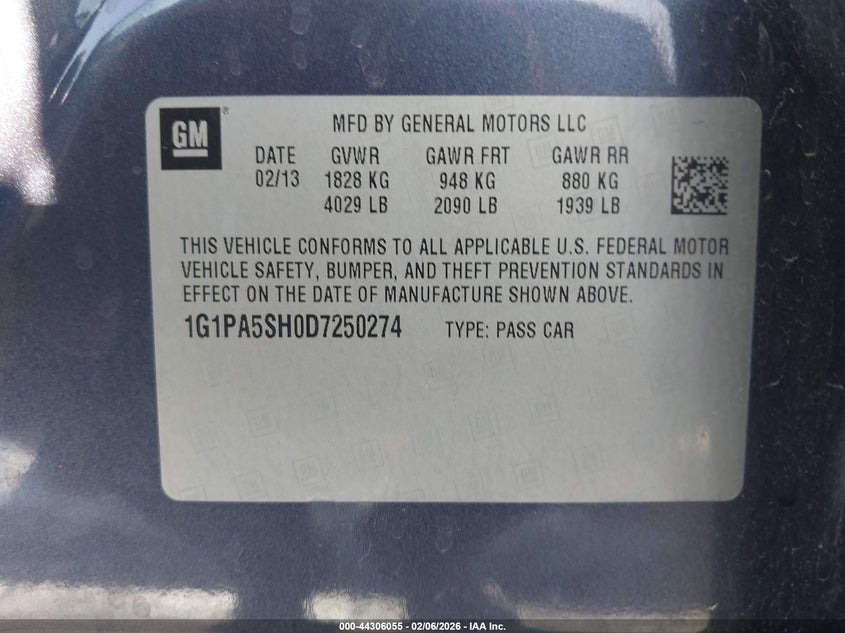 GM ®
MFD BY GENERAL MOTORS LLC
DATE GVWR GAWR FRT GAWR RR
02/13 1828 KG 948 KG 880 KG
4029 LB 2090 LB 1939 LB
THIS VEHICLE CONFORMS TO ALL APPLICABLE U.S. FEDERAL MOTOR
VEHICLE SAFETY, BUMPER, AND THEFT PREVENTION STANDARDS IN
EFFECT ON THE DATE OF MANUFACTURE SHOWN ABOVE.
1G1PA5SH0D7250274 TYPE: PASS CAR
000-44306055 - 02/06/2026 - IAA Inc.